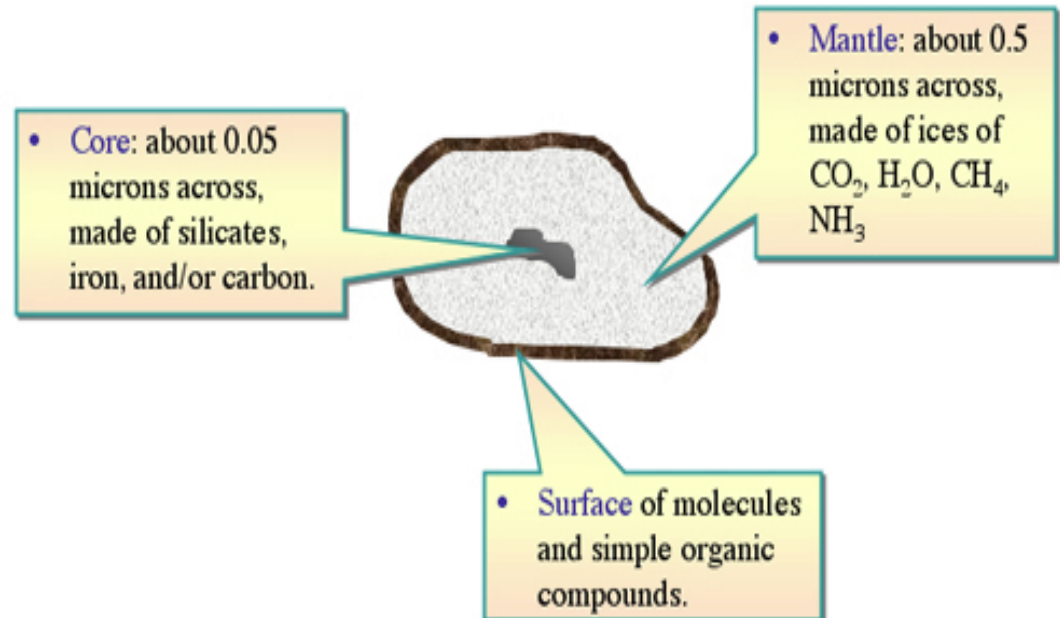 • Core: about 0.05
microns across,
made of silicates,
iron, and/or carbon.
• Mantle: about 0.5
microns across,
made of ices of
CO₂, H₂O, CH₄,
NH₃
• Surface of molecules
and simple organic
compounds.